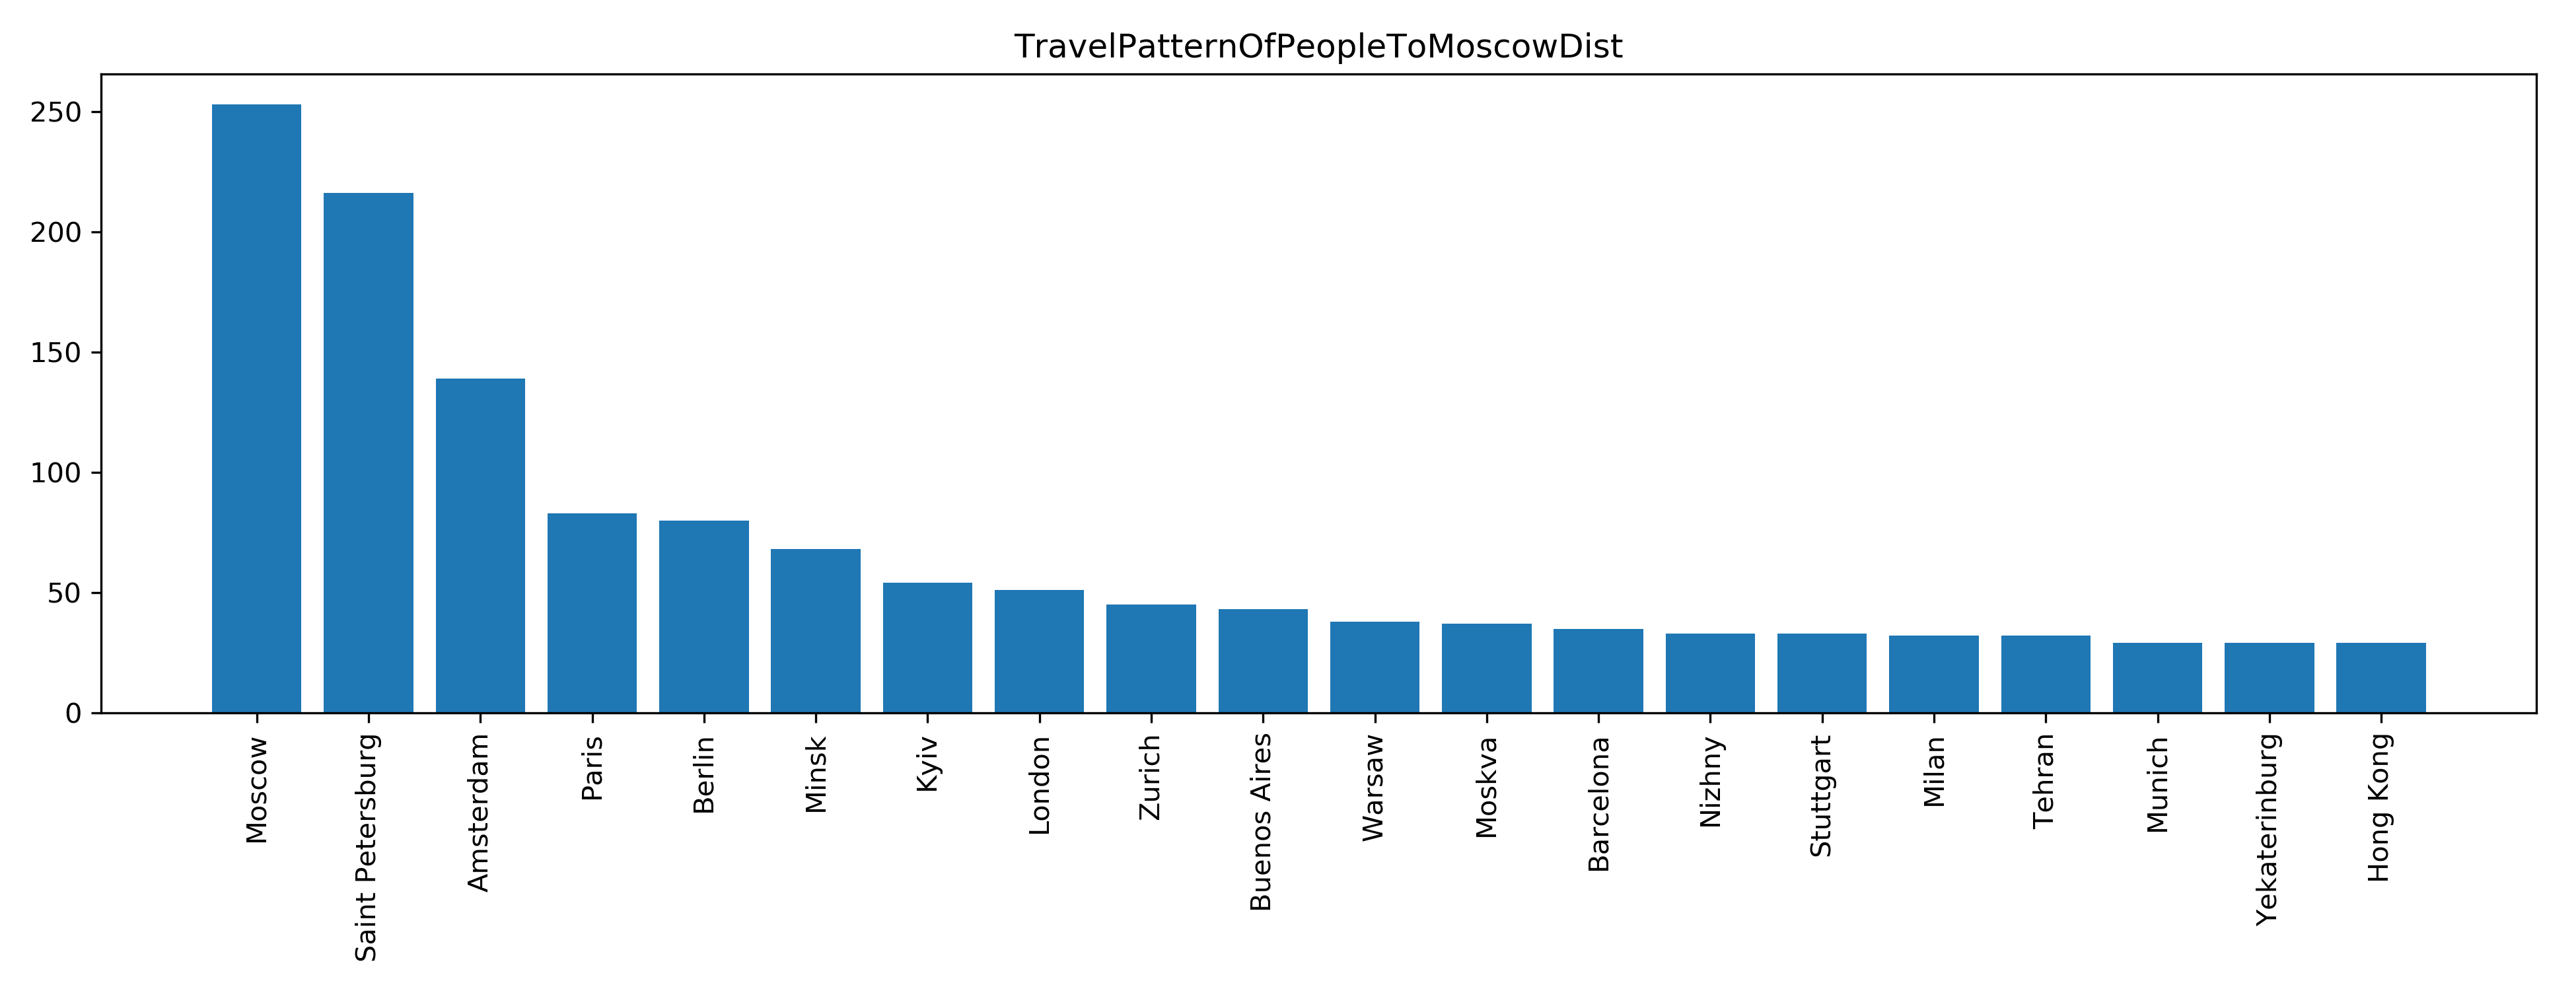 TravelPatternOfPeopleToMoscowDist
250
200
150
100
50
0
Moscow
Saint Petersburg
Amsterdam
Paris
Berlin
Minsk
Kyiv
London
Zurich
Buenos Aires
Warsaw
Moskva
Barcelona
Nizhny
Stuttgart
Milan
Tehran
Munich
Yekaterinburg
Hong Kong